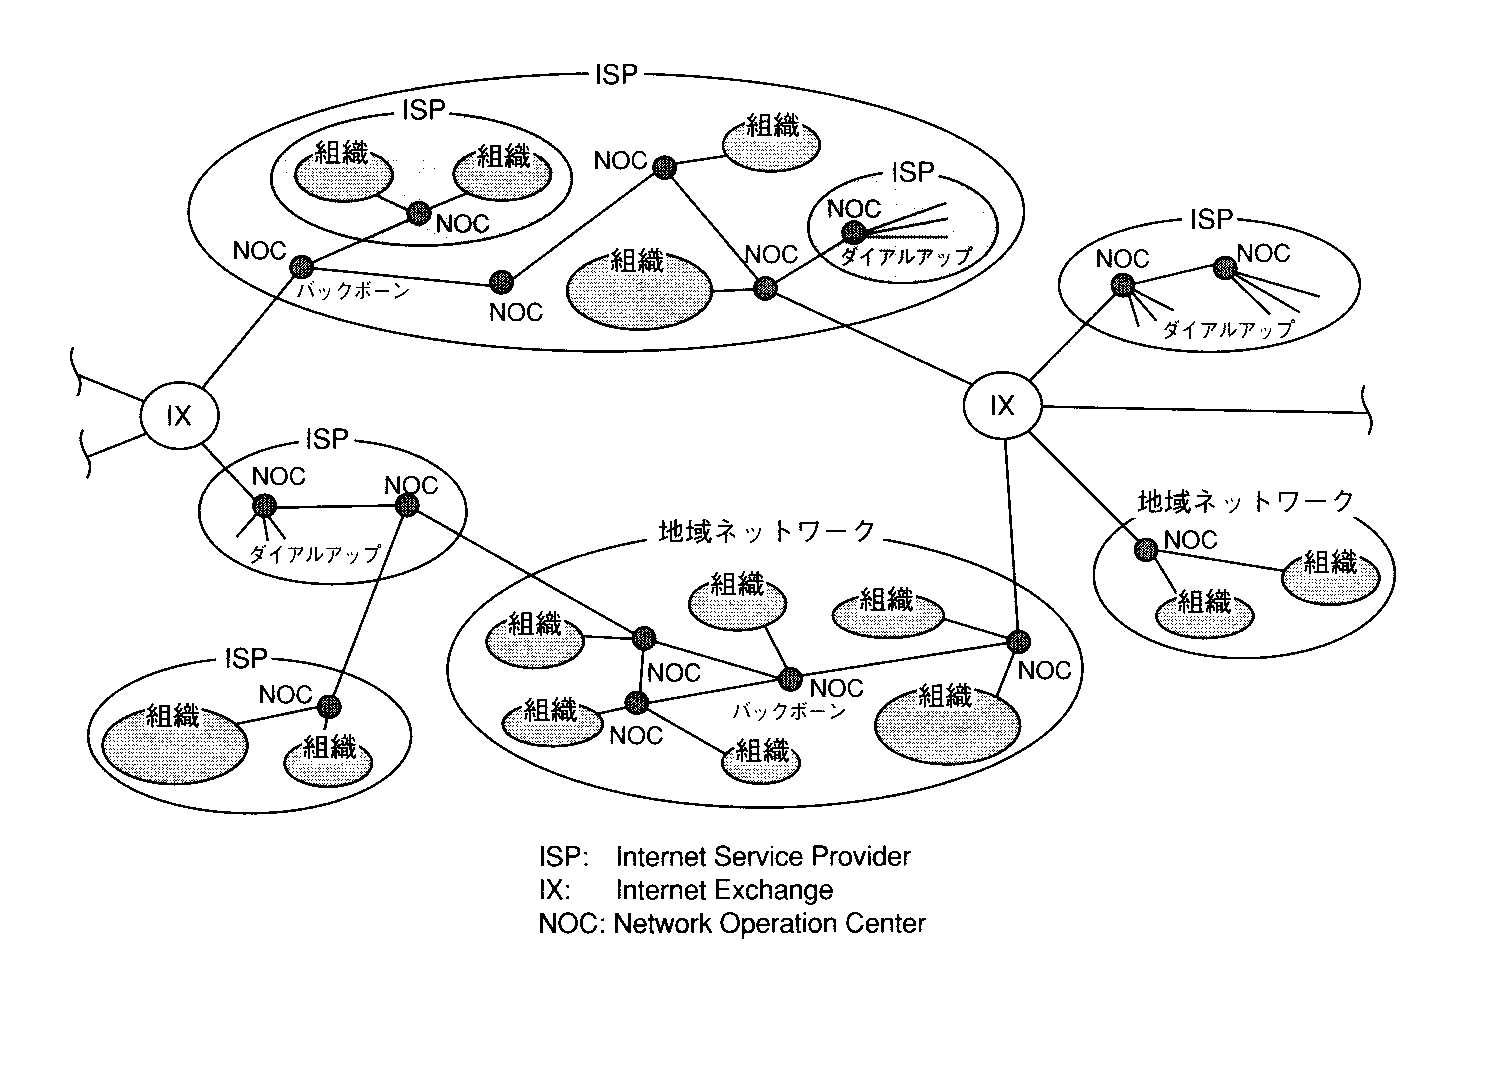 ISP
ISP
組織
組織
NOC
組織
NOC
ISP
NOC
ダイアルアップ
NOC
バックボーン
NOC
組織
NOC
ISP
NOC
NOC
ダイアルアップ
IX
IX
ISP
NOC
NOC
ダイアルアップ
地域ネットワーク
NOC
組織
組織
地域ネットワーク
組織
組織
組織
NOC
NOC
バックボーン
NOC
組織
NOC
組織
組織
ISP
NOC
組織
組織
ISP: Internet Service Provider
IX: Internet Exchange
NOC: Network Operation Center